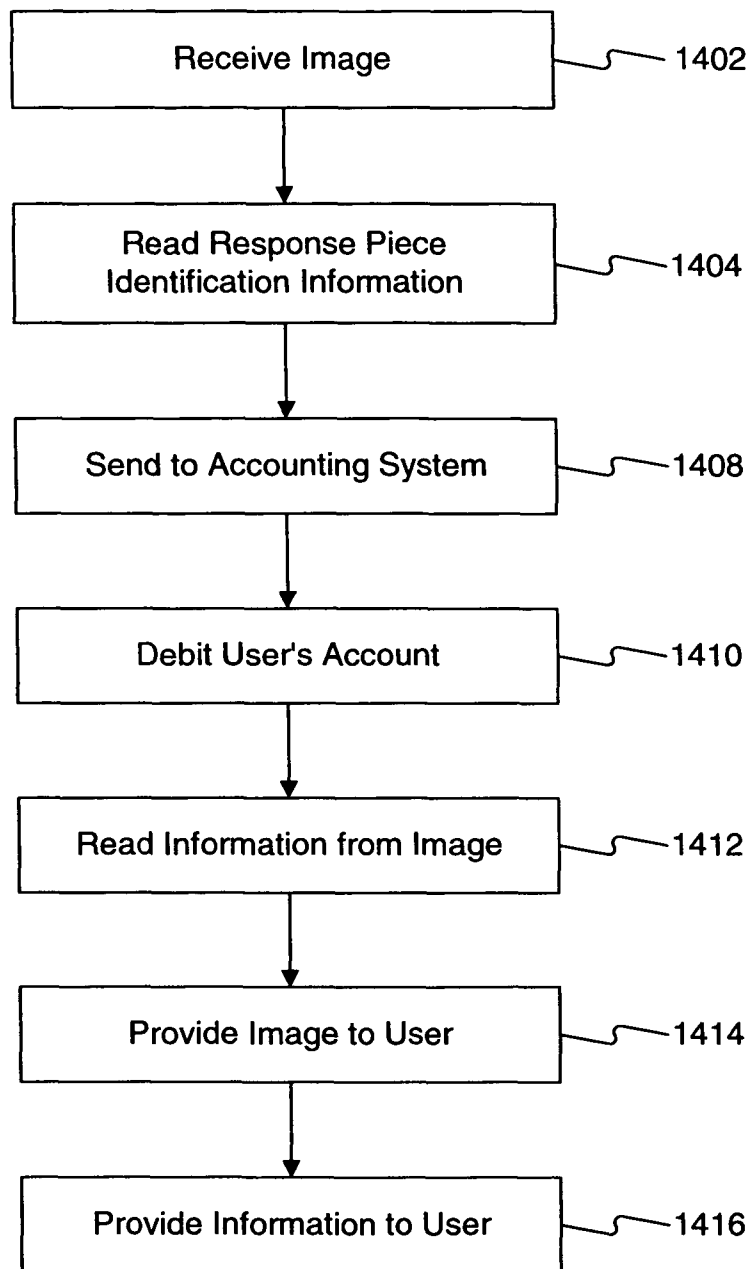 Receive Image 1402
Read Response Piece
Identification Information 1404
Send to Accounting System 1408
Debit User's Account 1410
Read Information from Image 1412
Provide Image to User 1414
Provide Information to User 1416